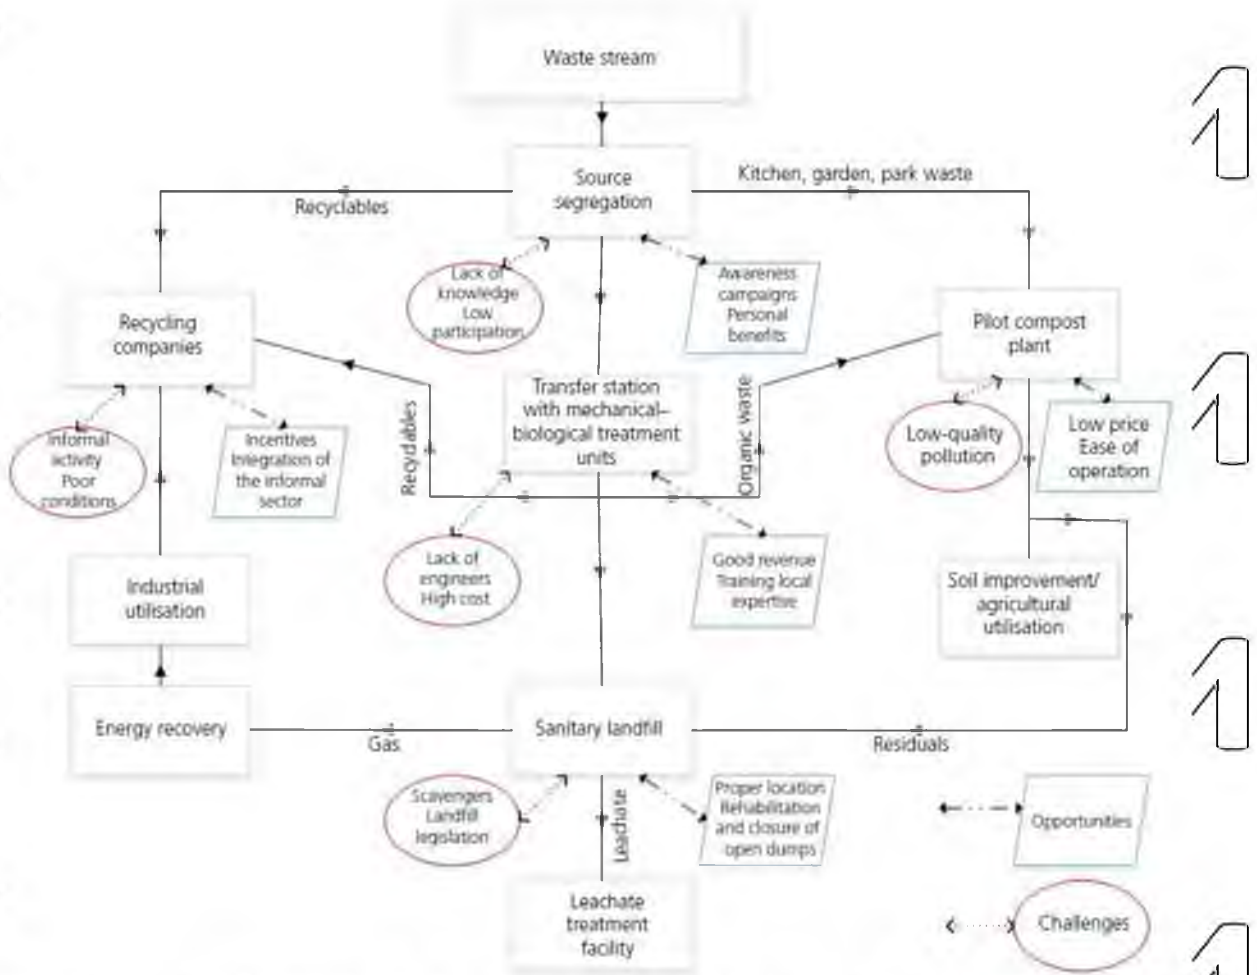 Waste stream
Source
segregation
Kitchen, garden, park waste
Recyclables
Lack of
knowledge
Low
participation
Awareness
campaigns
Personal
benefits
Recycling
companies
Pilot compost
plant
Transfer station
with mechanical–
biological treatment
units
Recyclables
Organic waste
Informal
activity
Poor
conditions
Incentives
Integration of
the informal
sector
Low-quality
pollution
Low price
Ease of
operation
Lack of
engineers
High cost
Good revenue
Training local
expertise
Industrial
utilisation
Soil improvement/
agricultural
utilisation
Energy recovery
Gas
Sanitary landfill
Residuals
Scavengers
Landfill
legislation
Leachate
Proper location
Rehabilitation
and closure of
open dumps
Opportunities
Leachate
treatment
facility
Challenges
1
1
1
1